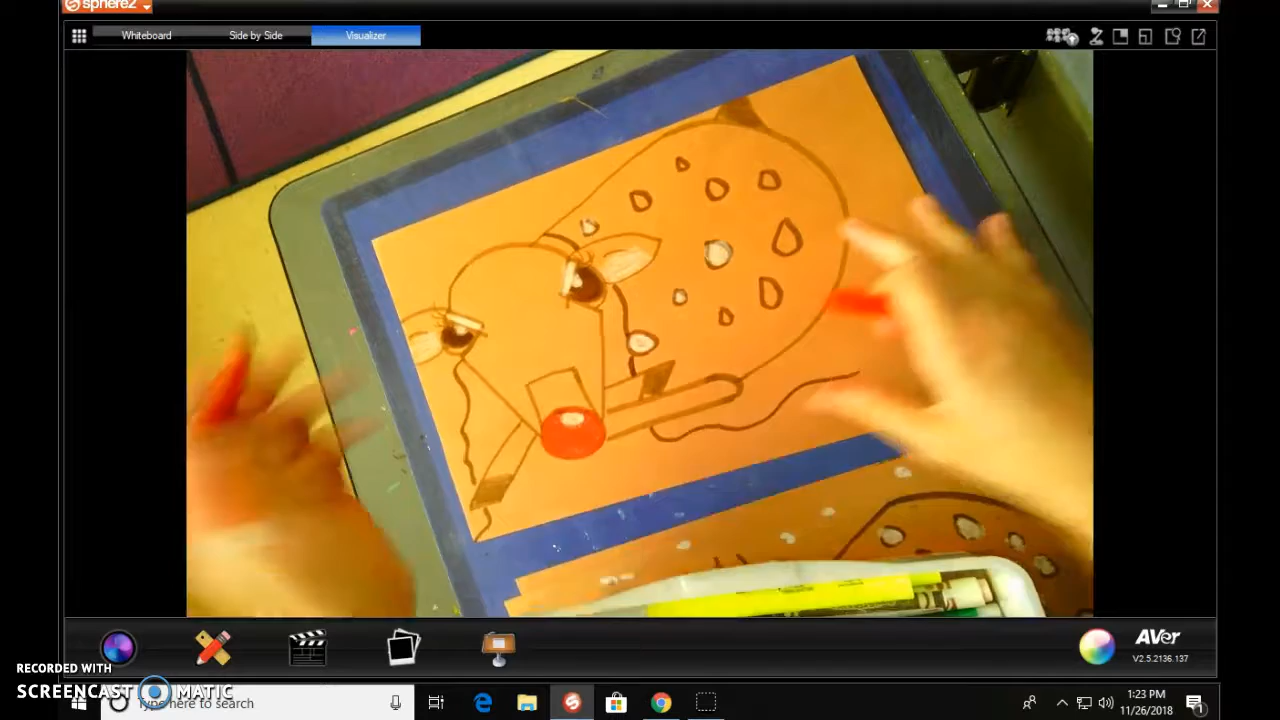 sphere2
Whiteboard Side by Side Visualizer
AVer
V2.5.2136.137
RECORDED WITH
SCREENCAST MATIC
Type here to search
1:23 PM
11/26/2018
1